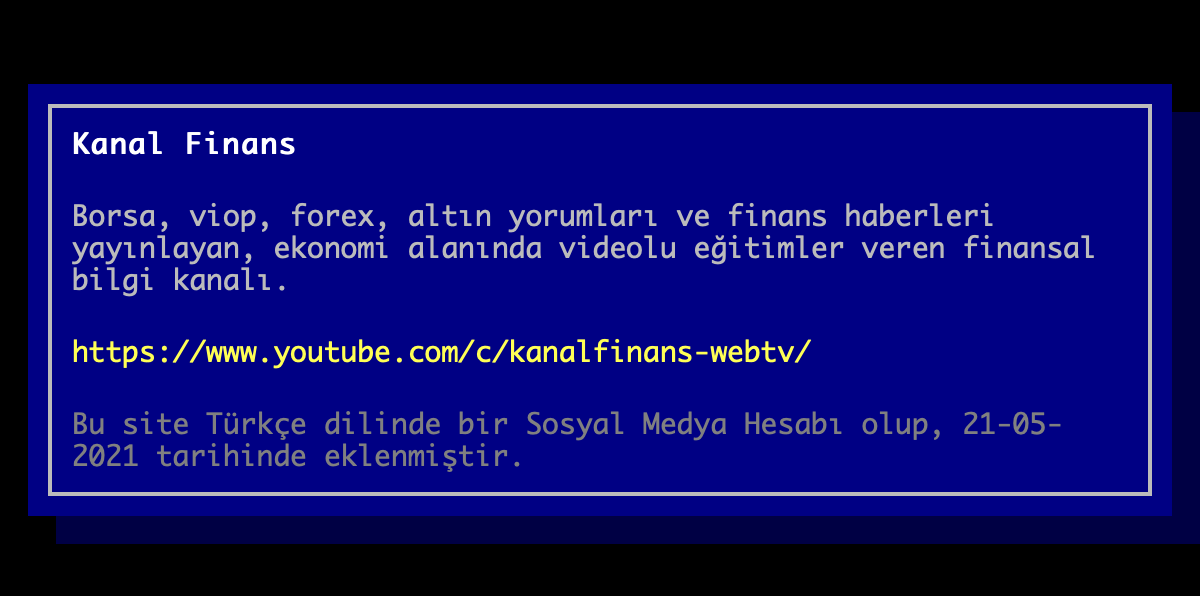 Kanal Finans
Borsa, viop, forex, altın yorumları ve finans haberleri
yayınlayan, ekonomi alanında videolu eğitimler veren finansal
bilgi kanalı.
https://www.youtube.com/c/kanalfinans-webtv/
Bu site Türkçe dilinde bir Sosyal Medya Hesabı olup, 21-05-
2021 tarihinde eklenmiştir.